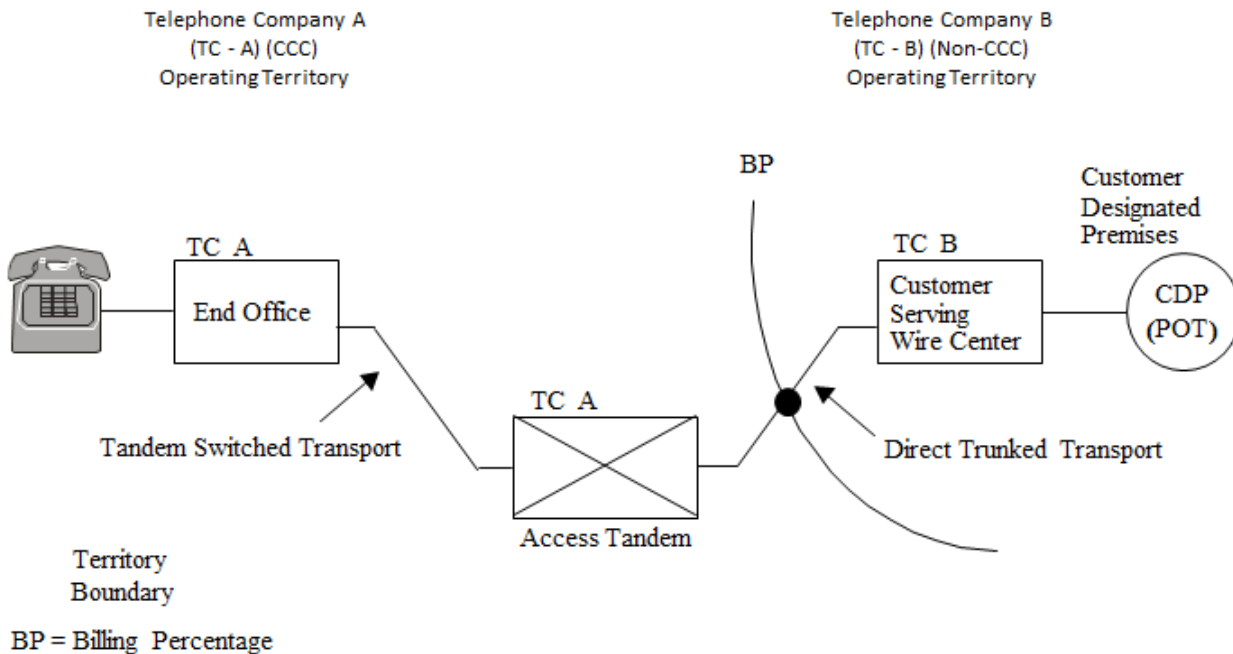 Telephone Company A
(TC - A) (CCC)
Operating Territory
Telephone Company B
(TC - B) (Non-CCC)
Operating Territory
BP
Customer
Designated
Premises
TC A
End Office
TC B
Customer
Serving
Wire Center
CDP
(POT)
TC A
Tandem Switched Transport
Direct Trunked Transport
Access Tandem
Territory
Boundary
BP = Billing Percentage